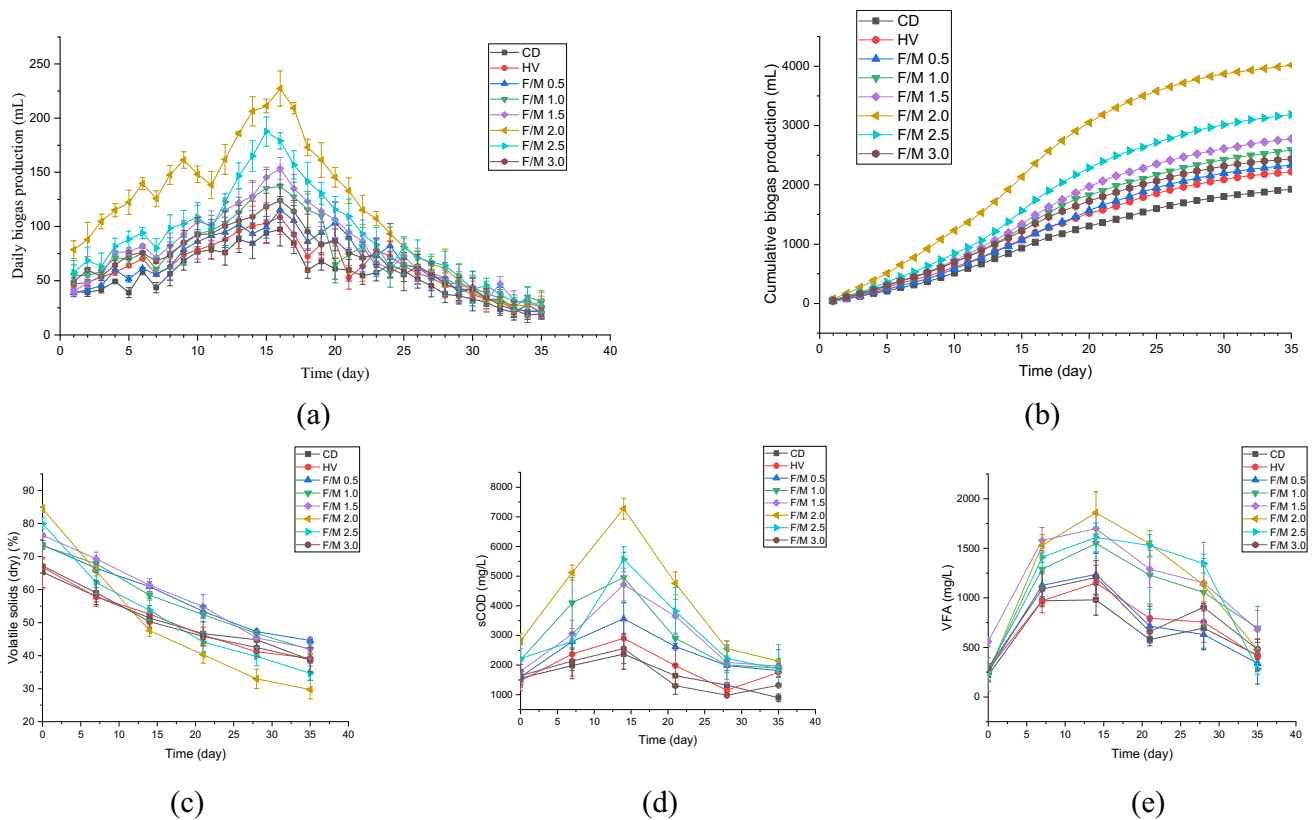 Daily biogas production (mL)
250
200
150
100
50
0
0 5 10 15 20 25 30 35 40
Time (day)
CD
HV
F/M 0.5
F/M 1.0
F/M 1.5
F/M 2.0
F/M 2.5
F/M 3.0
(a)
Cumulative biogas production (mL)
4000
3000
2000
1000
0
0 5 10 15 20 25 30 35
Time (day)
CD
HV
F/M 0.5
F/M 1.0
F/M 1.5
F/M 2.0
F/M 2.5
F/M 3.0
(b)
Volatile solids (dry) (%)
90
80
70
60
50
40
30
20
0 5 10 15 20 25 30 35 40
Time (day)
CD
HV
F/M 0.5
F/M 1.0
F/M 1.5
F/M 2.0
F/M 2.5
F/M 3.0
(c)
sCOD (mg/L)
8000
7000
6000
5000
4000
3000
2000
1000
0 5 10 15 20 25 30 35 40
Time (day)
CD
HV
F/M 0.5
F/M 1.0
F/M 1.5
F/M 2.0
F/M 2.5
F/M 3.0
(d)
VFA (mg/L)
2000
1500
1000
500
0
0 5 10 15 20 25 30 35 40
Time (day)
CD
HV
F/M 0.5
F/M 1.0
F/M 1.5
F/M 2.0
F/M 2.5
F/M 3.0
(e)